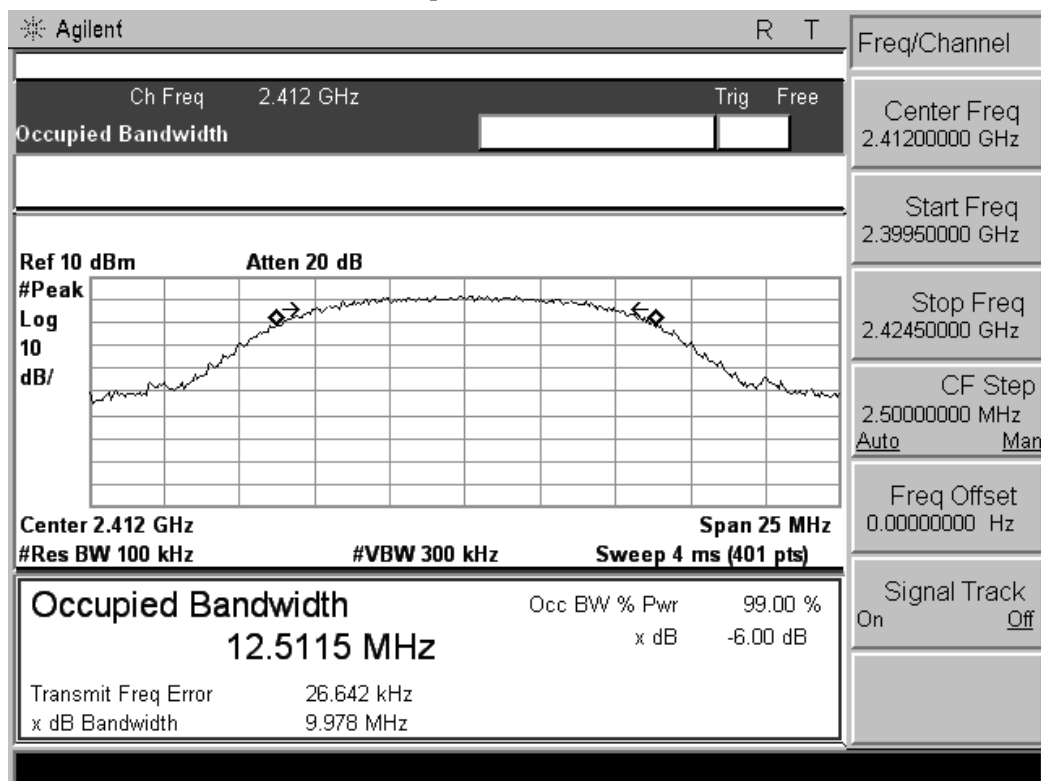 Agilent R T
Freq/Channel
Ch Freq 2.412 GHz Trig Free
Occupied Bandwidth
Center Freq
2.41200000 GHz
Start Freq
2.39950000 GHz
Stop Freq
2.42450000 GHz
CF Step
2.50000000 MHz
Auto Man
Freq Offset
0.00000000 Hz
Signal Track
On Off
Ref 10 dBm Atten 20 dB
#Peak
Log
10
dB/
Center 2.412 GHz Span 25 MHz
#Res BW 100 kHz #VBW 300 kHz Sweep 4 ms (401 pts)
Occupied Bandwidth Occ BW % Pwr 99.00 %
12.5115 MHz x dB -6.00 dB
Transmit Freq Error 26.642 kHz
x dB Bandwidth 9.978 MHz